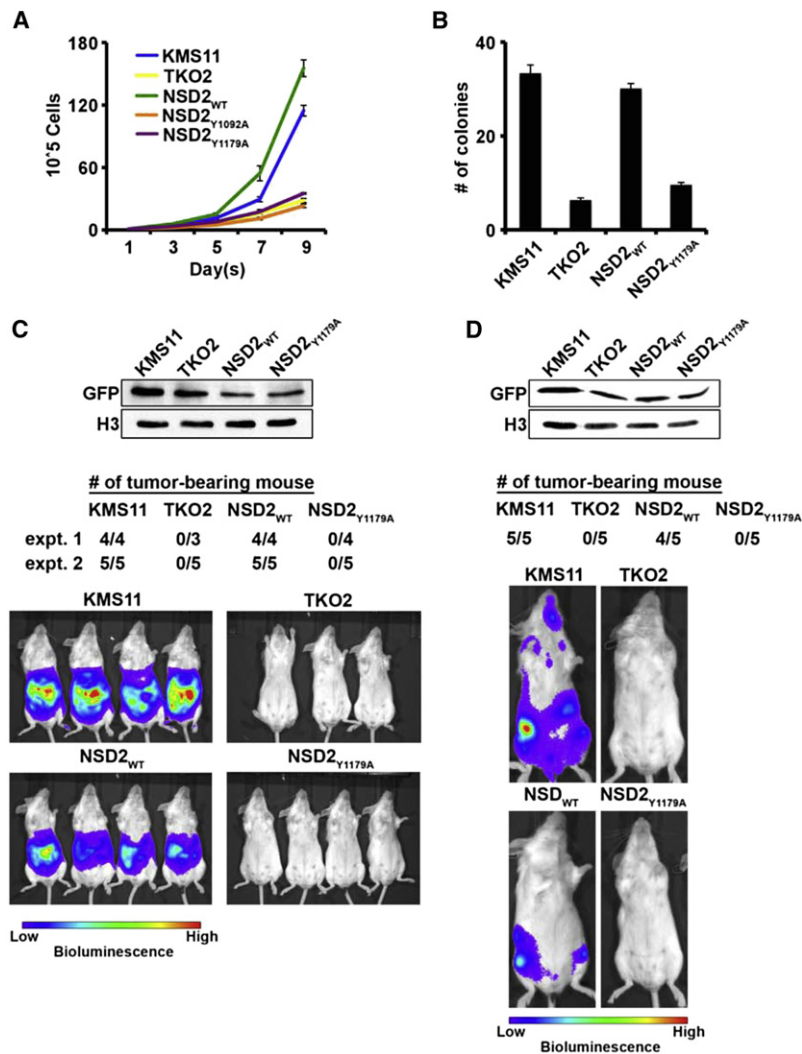 A
180
120
60
0
10^5 Cells
KMS11
TKO2
NSD2WT
NSD2Y1092A
NSD2Y1179A
1 3 5 7 9
Day(s)
B
40
20
0
# of colonies
KMS11 TKO2 NSD2WT NSD2Y1179A
C
KMS11 TKO2 NSD2WT NSD2Y1179A
GFP
H3
# of tumor-bearing mouse
KMS11 TKO2 NSD2WT NSD2Y1179A
expt. 1 4/4 0/3 4/4 0/4
expt. 2 5/5 0/5 5/5 0/5
KMS11 TKO2
NSD2WT NSD2Y1179A
Low High
Bioluminescence
D
KMS11 TKO2 NSD2WT NSD2Y1179A
GFP
H3
# of tumor-bearing mouse
KMS11 TKO2 NSD2WT NSD2Y1179A
5/5 0/5 4/5 0/5
KMS11 TKO2
NSDWT NSD2Y1179A
Low High
Bioluminescence